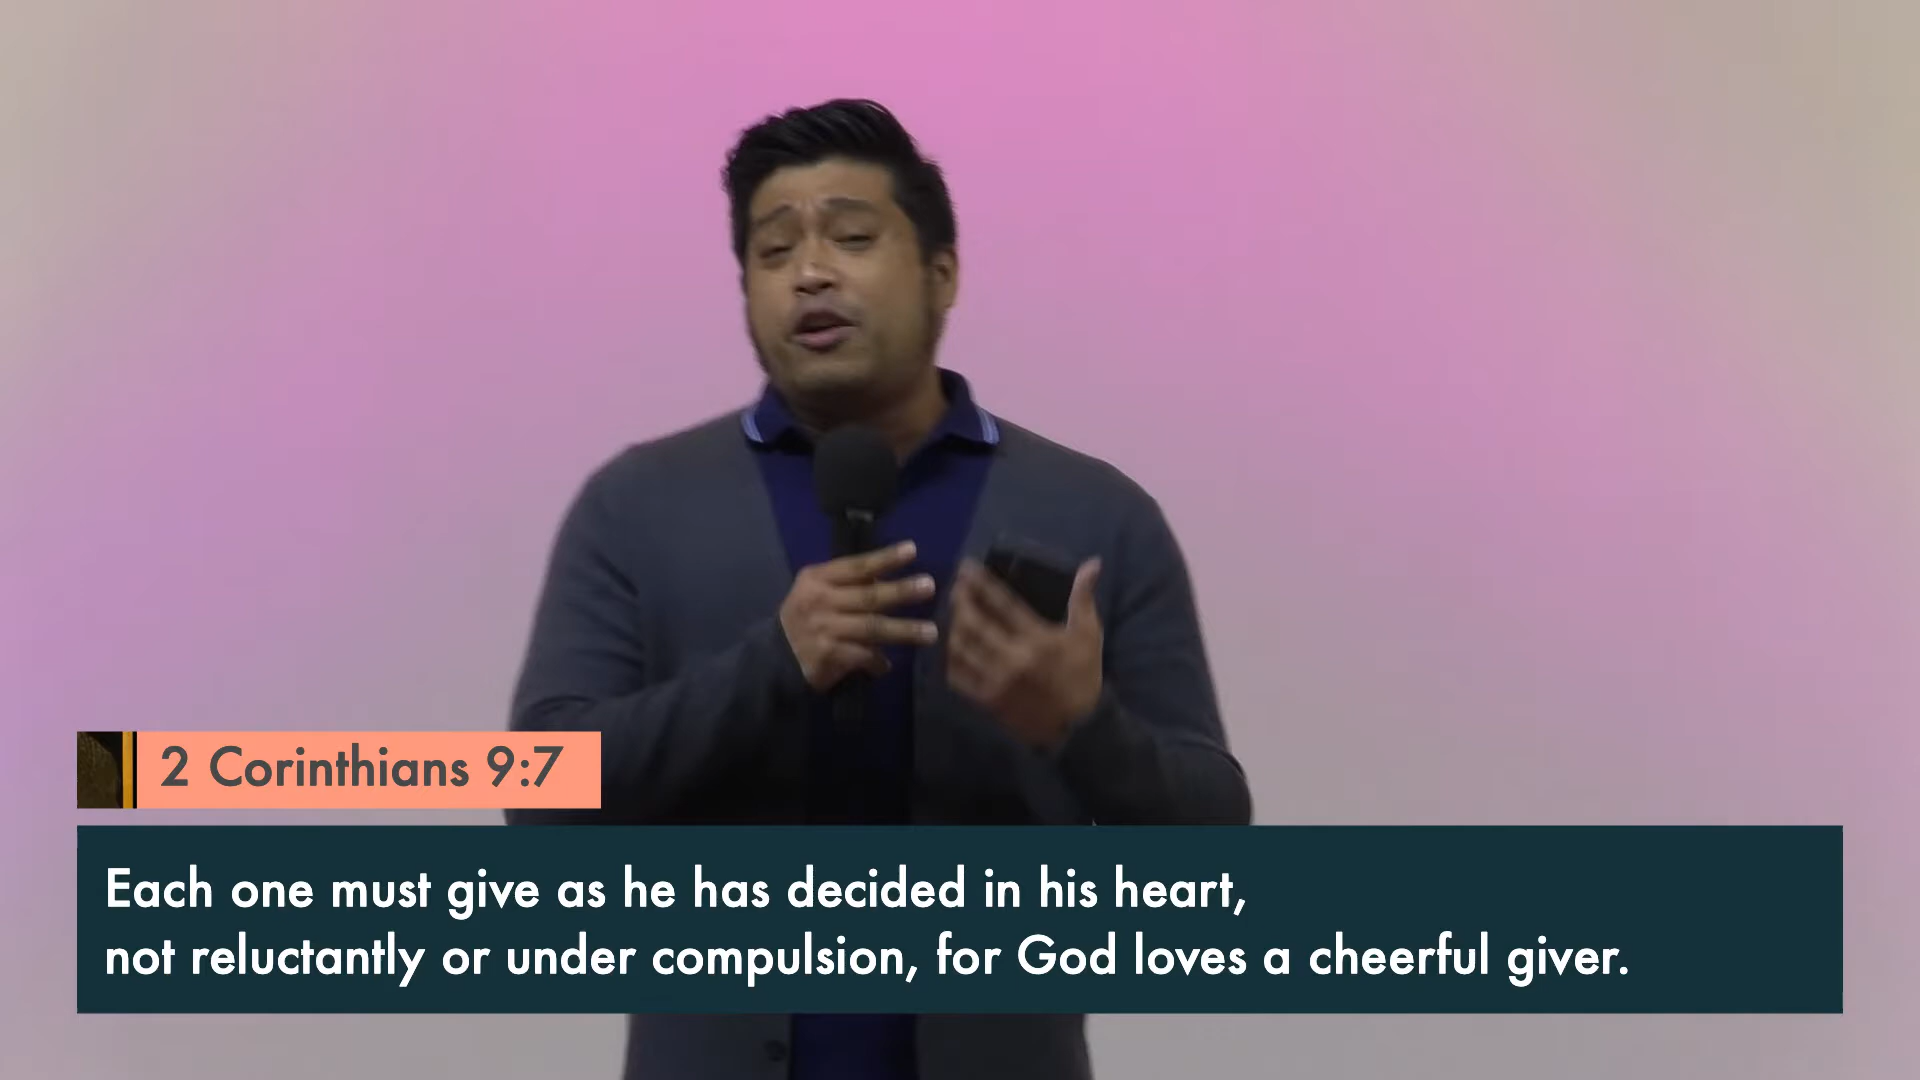 2 Corinthians 9:7
Each one must give as he has decided in his heart,
not reluctantly or under compulsion, for God loves a cheerful giver.